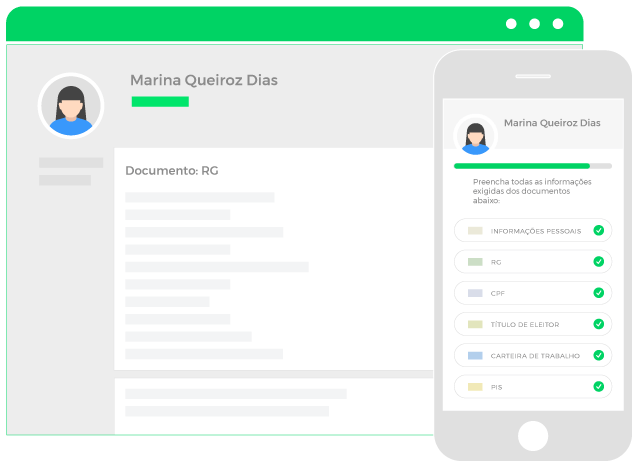 Marina Queiroz Dias
Documento: RG
Marina Queiroz Dias
Preencha todas as informações
exigidas dos documentos
abaixo:
INFORMAÇÕES PESSOAIS
RG
CPF
TÍTULO DE ELEITOR
CARTEIRA DE TRABALHO
PIS